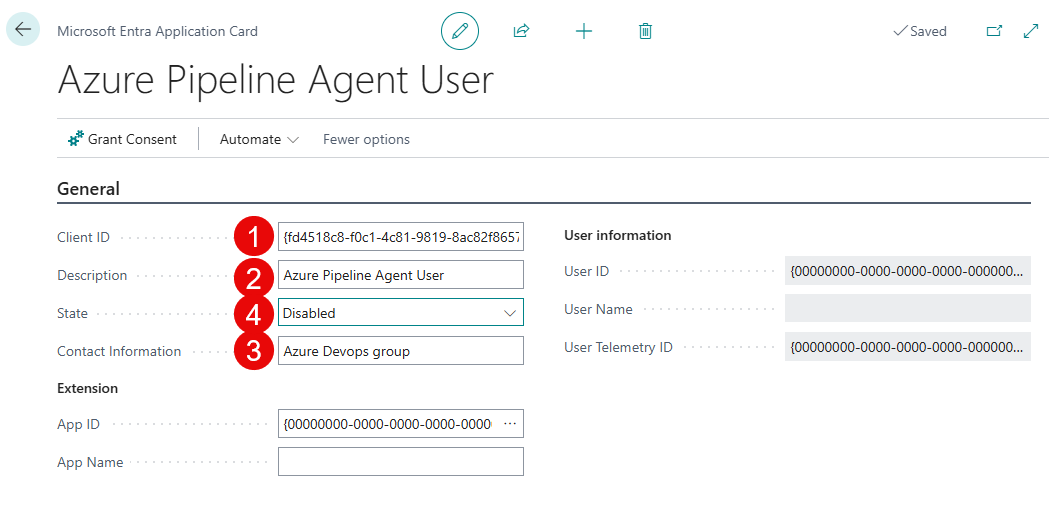 Microsoft Entra Application Card
Saved
Azure Pipeline Agent User
Grant Consent
Automate
Fewer options
General
Client ID
1
{fd4518c8-f0c1-4c81-9819-8ac82f8657
Description
2
Azure Pipeline Agent User
State
4
Disabled
Contact Information
3
Azure Devops group
Extension
App ID
{00000000-0000-0000-0000-0000
...
App Name
User information
User ID
{00000000-0000-0000-0000-000000...
User Name
User Telemetry ID
{00000000-0000-0000-0000-000000...